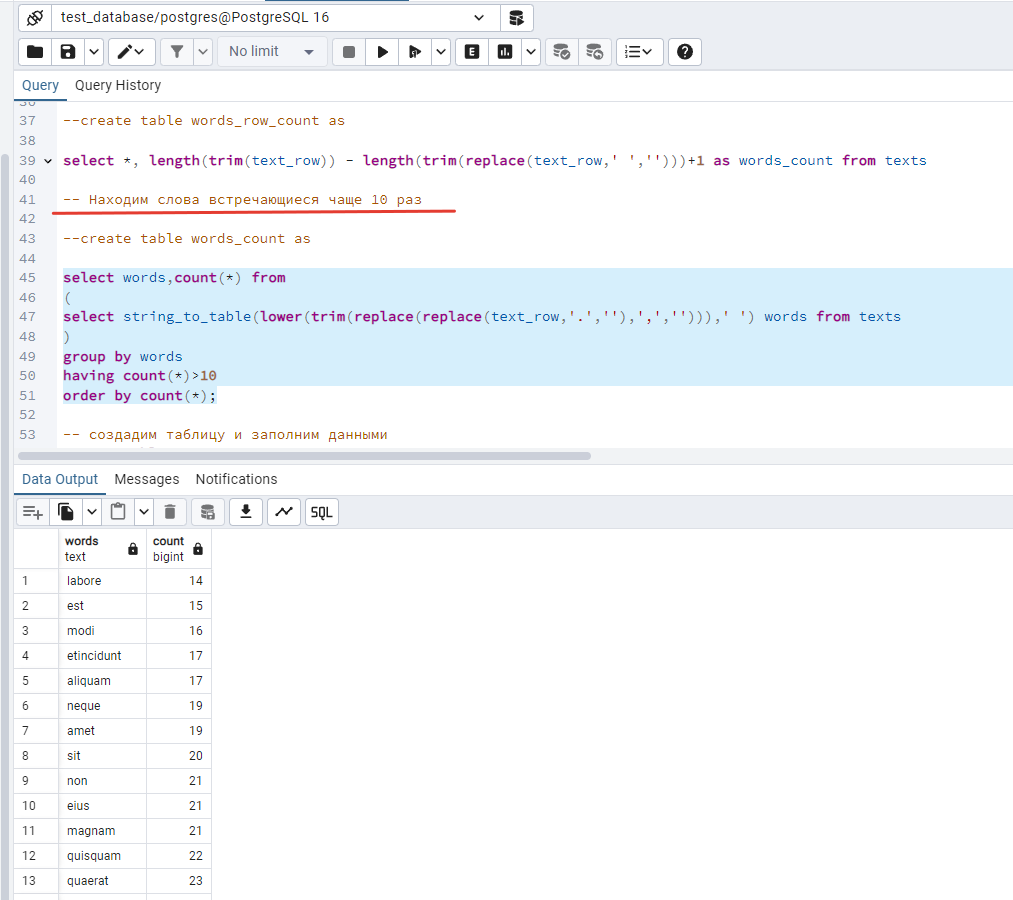 test_database/postgres@PostgreSQL 16
No limit
E
Query Query History
36
37 --create table words_row_count as
38
39 select *, length(trim(text_row)) - length(trim(replace(text_row,' ','')))+1 as words_count from texts
40
41 -- Находим слова встречающиеся чаще 10 раз
42
43 --create table words_count as
44
45 select words,count(*) from
46 (
47 select string_to_table(lower(trim(replace(replace(text_row,'.',''),',',''))),' ') words from texts
48 )
49 group by words
50 having count(*)>10
51 order by count(*);
52
53 -- создадим таблицу и заполним данными
Data Output Messages Notifications
SQL
words count
text bigint
1 labore 14
2 est 15
3 modi 16
4 etincidunt 17
5 aliquam 17
6 neque 19
7 amet 19
8 sit 20
9 non 21
10 eius 21
11 magnam 21
12 quisquam 22
13 quaerat 23